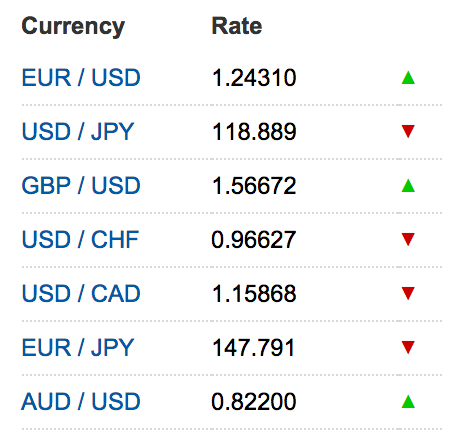 Currency Rate
EUR / USD 1.24310 ▲
USD / JPY 118.889 ▼
GBP / USD 1.56672 ▲
USD / CHF 0.96627 ▼
USD / CAD 1.15868 ▼
EUR / JPY 147.791 ▼
AUD / USD 0.82200 ▲